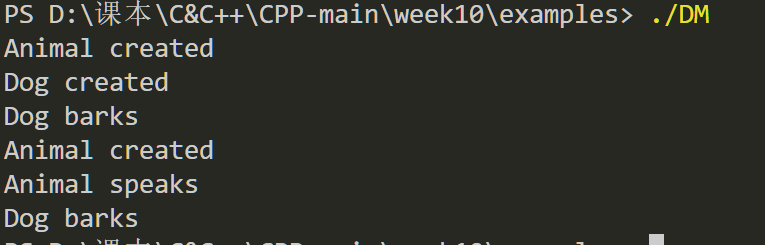 PS D:\课本\C&C++\CPP-main\week10\examples> ./DM
Animal created
Dog created
Dog barks
Animal created
Animal speaks
Dog barks